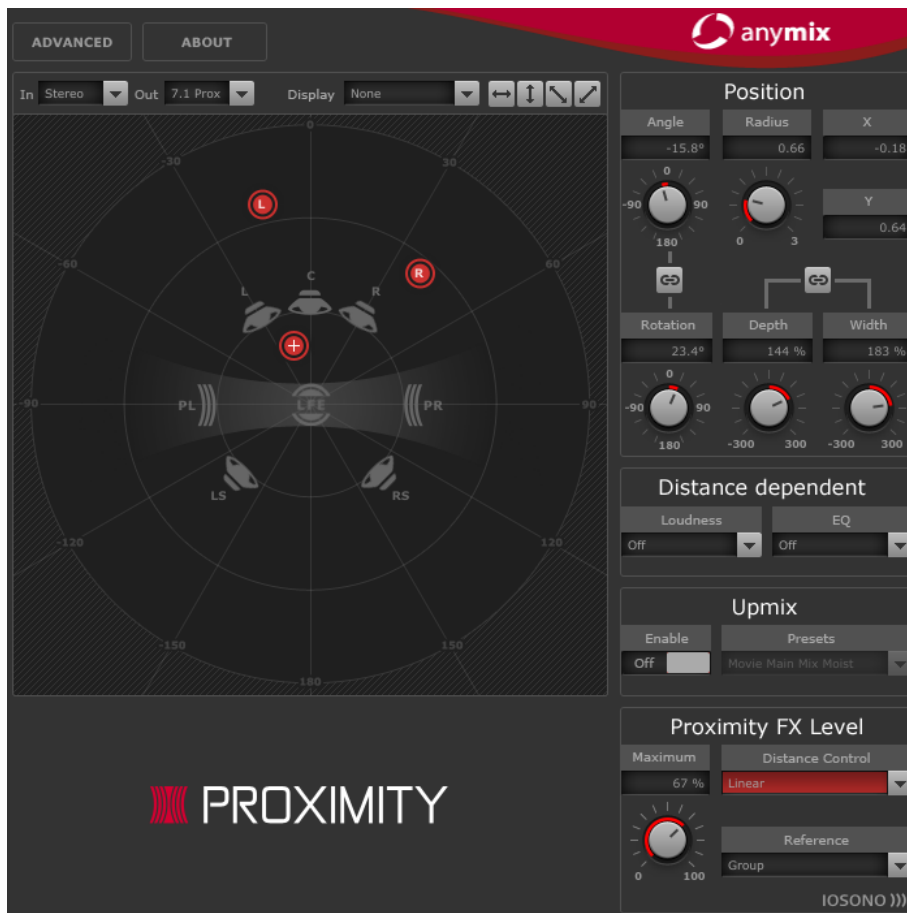 ADVANCED ABOUT anymix
In Stereo Out 7.1 Prox Display None
Position
Angle Radius X
-15.8° 0.66 -0.18
0
-90 90
180
0 3
Y
0.64
Rotation Depth Width
23.4° 144 % 183 %
0
-90 90
180
-300 300
-300 300
0
-30 30
L
-60 60
R
C
L R
-90 PL LFE PR 90
LS RS
-120 120
-150 150
180
Distance dependent
Loudness EQ
Off Off
Upmix
Enable Presets
Off Movie Main Mix Moist
Proximity FX Level
Maximum Distance Control
67 % Linear
0 100
Reference
Group
PROXIMITY
IOSONO